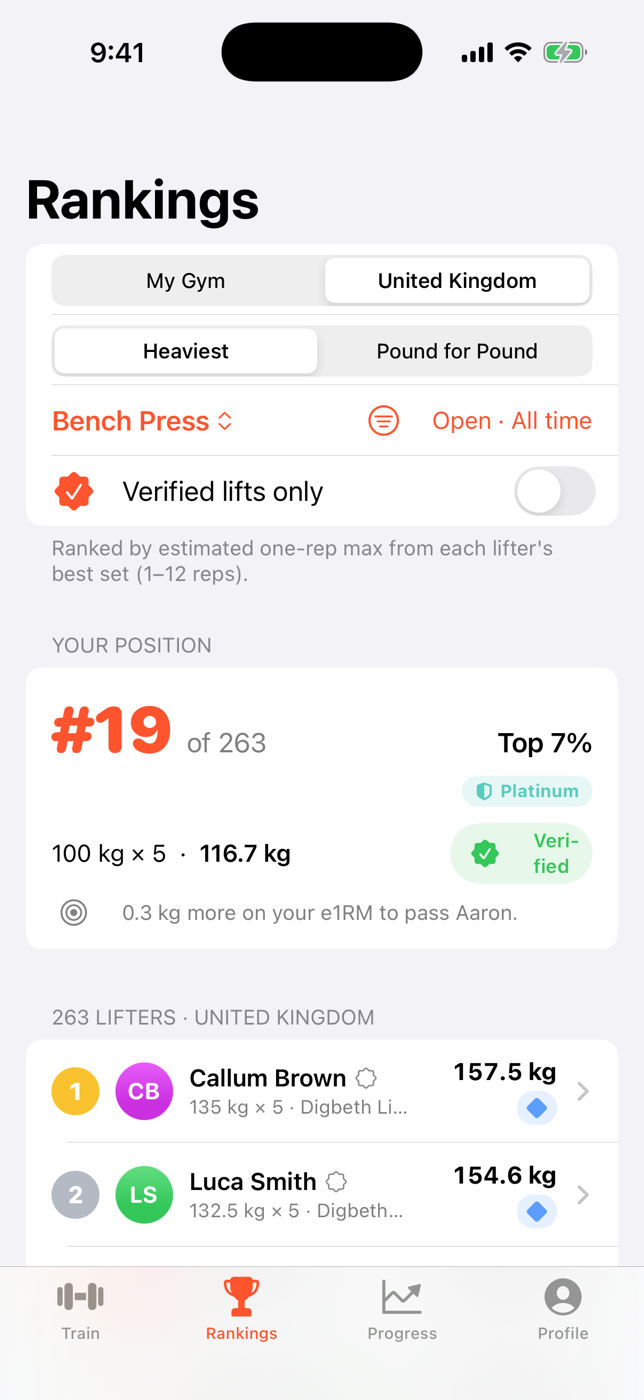 9:41
Rankings
My Gym
United Kingdom
Heaviest
Pound for Pound
Bench Press
Open · All time
Verified lifts only
Ranked by estimated one-rep max from each lifter's
best set (1–12 reps).
YOUR POSITION
#19 of 263
Top 7%
Platinum
100 kg × 5 · 116.7 kg
Veri-
fied
0.3 kg more on your e1RM to pass Aaron.
263 LIFTERS · UNITED KINGDOM
1
CB
Callum Brown
157.5 kg
135 kg × 5 · Digbeth Li...
2
LS
Luca Smith
154.6 kg
132.5 kg × 5 · Digbeth...
Train
Rankings
Progress
Profile